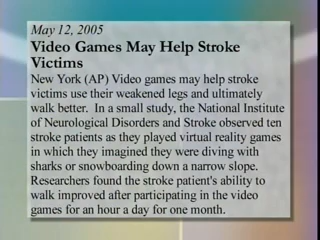 May 12, 2005
Video Games May Help Stroke
Victims
New York (AP) Video games may help stroke
victims use their weakened legs and ultimately
walk better. In a small study, the National Institute
of Neurological Disorders and Stroke observed ten
stroke patients as they played virtual reality games
in which they imagined they were diving with
sharks or snowboarding down a narrow slope.
Researchers found the stroke patient's ability to
walk improved after participating in the video
games for an hour a day for one month.